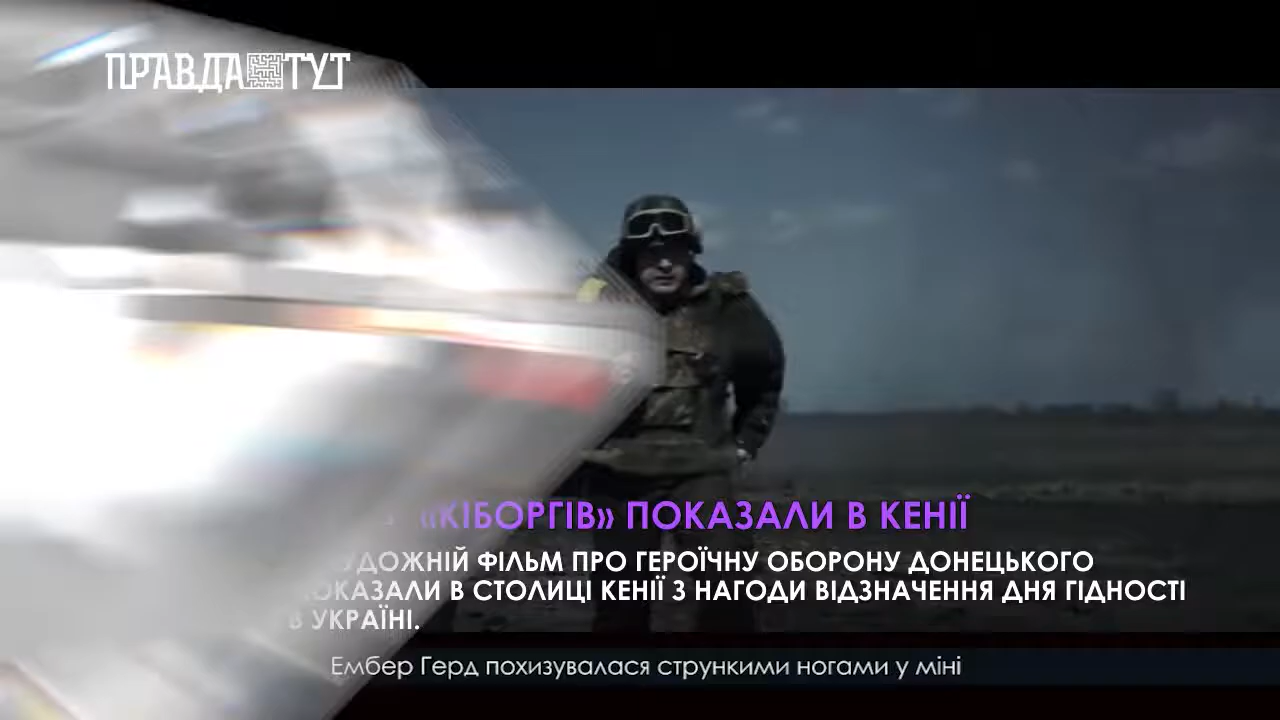 ПРАВДА ТУТ
«КІБОРГІВ» ПОКАЗАЛИ В КЕНІЇ
ФІЛЬМ ПРО ГЕРОЇЧНУ ОБОРОНУ ДОНЕЦЬКОГО
ПОКАЗАЛИ В СТОЛИЦІ КЕНІЇ З НАГОДИ ВІДЗНАЧЕННЯ ДНЯ ГІДНОСТІ
В УКРАЇНІ.
Ембер Герд похизувалася стрункими ногами у міні